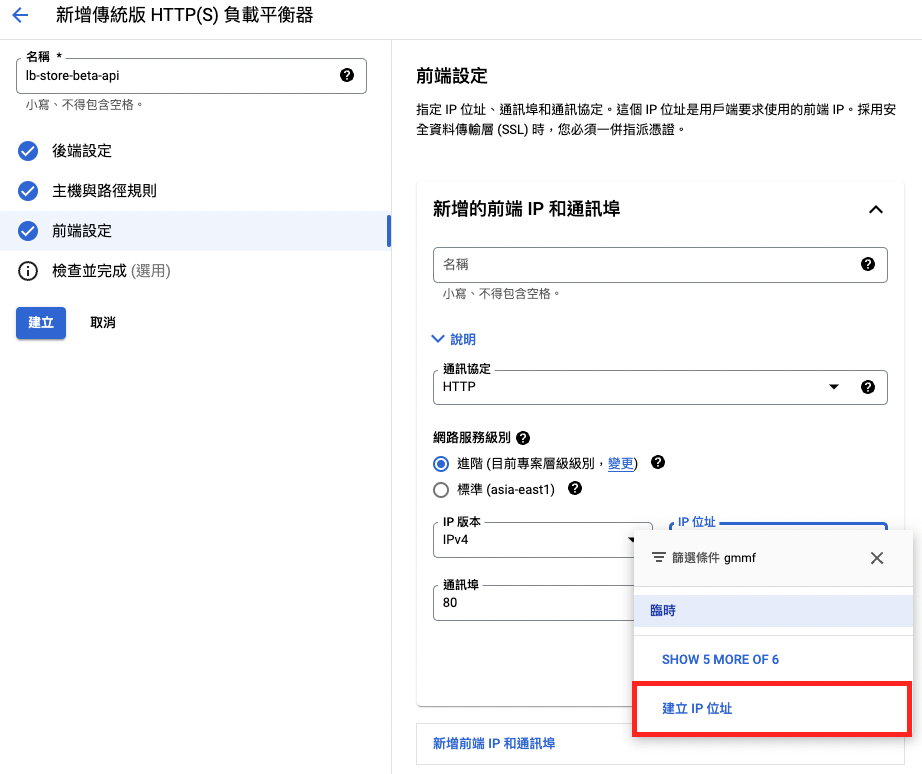 新增傳統版 HTTP(S) 負載平衡器
名稱 *
lb-store-beta-api
小寫、不得包含空格。
後端設定
主機與路徑規則
前端設定
檢查並完成 (選用)
建立
取消
前端設定
指定 IP 位址、通訊埠和通訊協定。這個 IP 位址是用戶端要求使用的前端 IP。採用安
全資料傳輸層 (SSL) 時，您必須一併指派憑證。
新增的前端 IP 和通訊埠
名稱
小寫、不得包含空格。
說明
通訊協定
HTTP
網路服務級別
進階 (目前專案層級級別，變更)
標準 (asia-east1)
IP 版本
IPv4
IP 位址
篩選條件 gmmf
臨時
SHOW 5 MORE OF 6
建立 IP 位址
通訊埠
80
新增前端 IP 和通訊埠